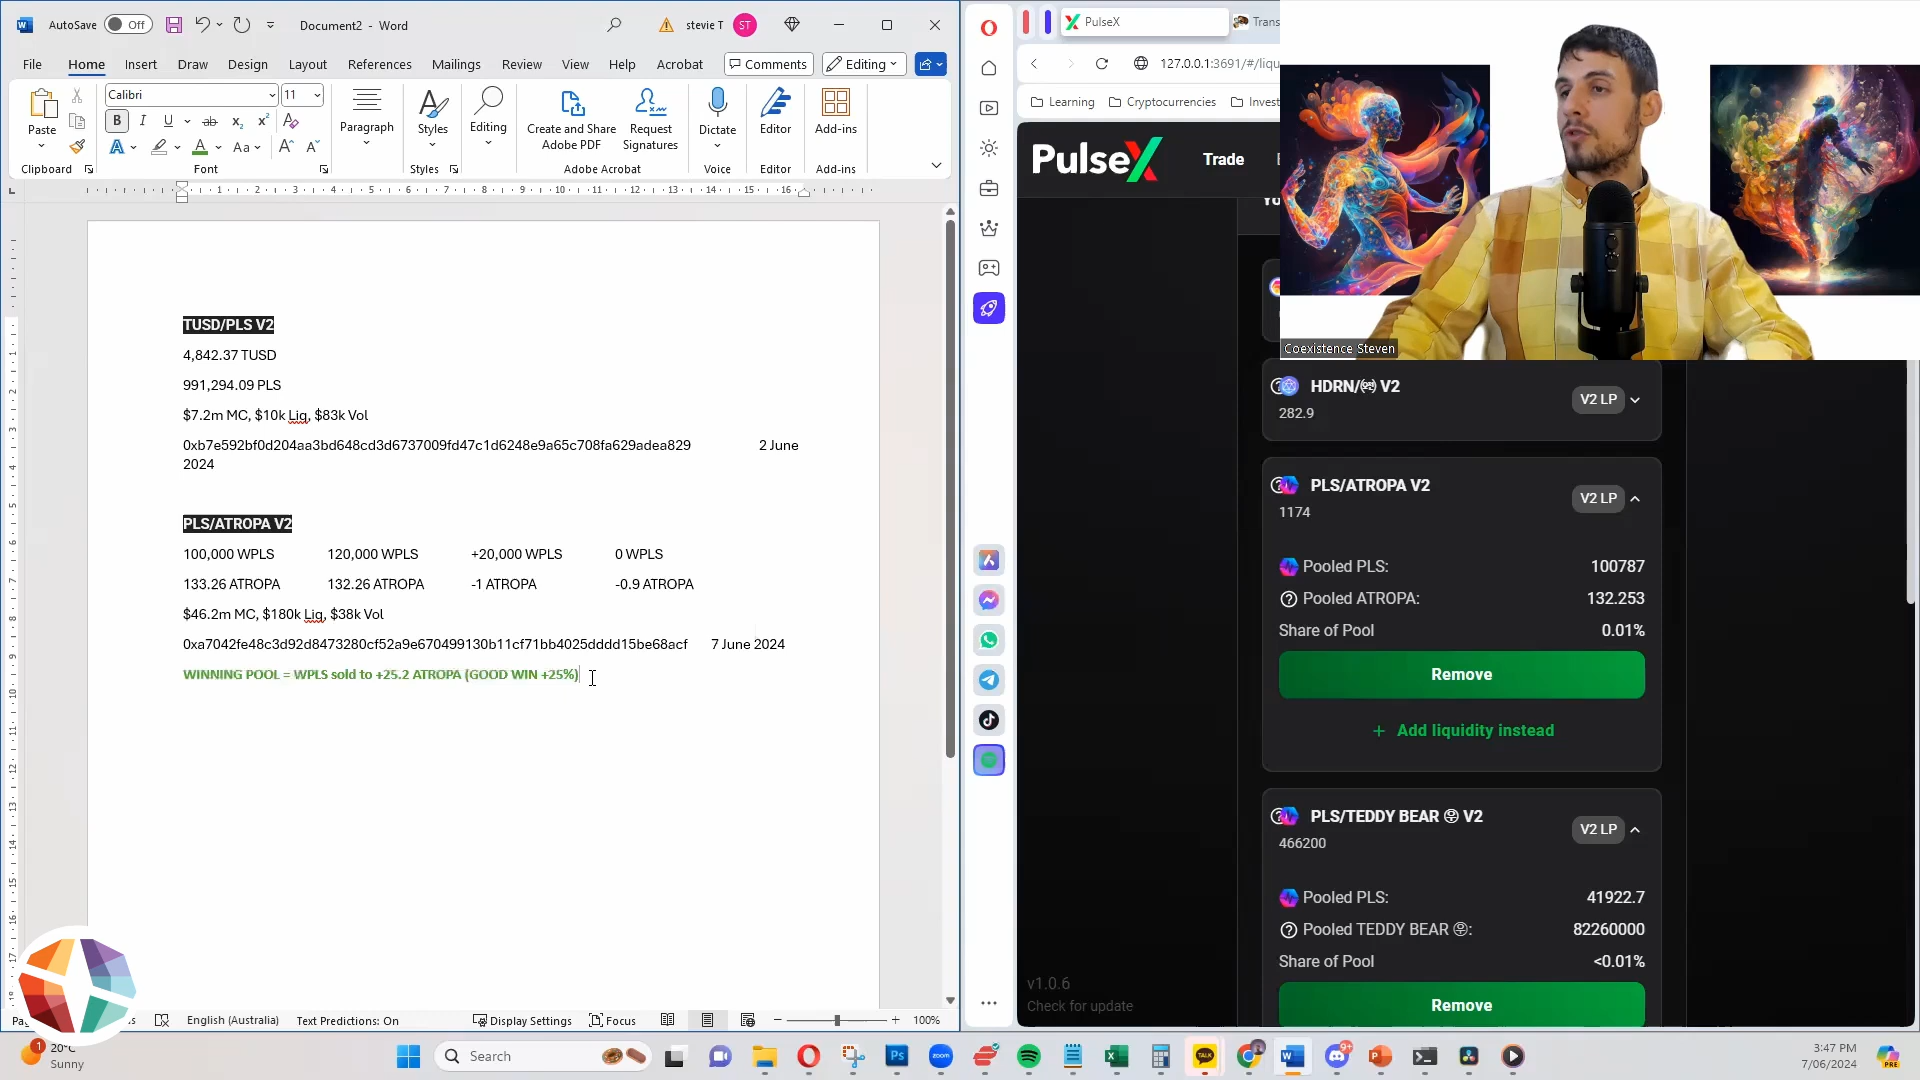 AutoSave
Off
Document2 - Word
stevie T
ST
File
Home
Insert
Draw
Design
Layout
References
Mailings
Review
View
Help
Acrobat
Comments
Editing
Paste
Calibri
11
Paragraph
Styles
Editing
Create and Share
Adobe PDF
Request
Signatures
Dictate
Editor
Add-ins
Clipboard
Font
Styles
Adobe Acrobat
Voice
Editor
Add-ins
TUSD/PLS V2
4,842.37 TUSD
991,294.09 PLS
$7.2m MC, $10k Liq, $83k Vol
0xb7e592bf0d204aa3bd648cd3d6737009fd47c1d6248e9a65c708fa629adea829 2 June
2024
PLS/ATROPA V2
100,000 WPLS 120,000 WPLS +20,000 WPLS 0 WPLS
133.26 ATROPA 132.26 ATROPA -1 ATROPA -0.9 ATROPA
$46.2m MC, $180k Liq, $38k Vol
0xa7042fe48c3d92d8473280cf52a9e670499130b11cf71bb4025dddd15be68acf 7 June 2024
WINNING POOL = WPLS sold to +25.2 ATROPA (GOOD WIN +25%)
English (Australia)
Text Predictions: On
Display Settings
Focus
100%
PulseX
Trans
127.0.0.1:3691/#/liqu
Learning
Cryptocurrencies
Invest
PulseX
Trade
Coexistence Steven
HDRN/ V2
282.9
V2 LP
PLS/ATROPA V2
1174
V2 LP
Pooled PLS: 100787
Pooled ATROPA: 132.253
Share of Pool 0.01%
Remove
+ Add liquidity instead
PLS/TEDDY BEAR V2
466200
V2 LP
Pooled PLS: 41922.7
Pooled TEDDY BEAR : 82260000
Share of Pool <0.01%
Remove
v1.0.6
Check for update
1
20°C
Sunny
Search
3:47 PM
7/06/2024